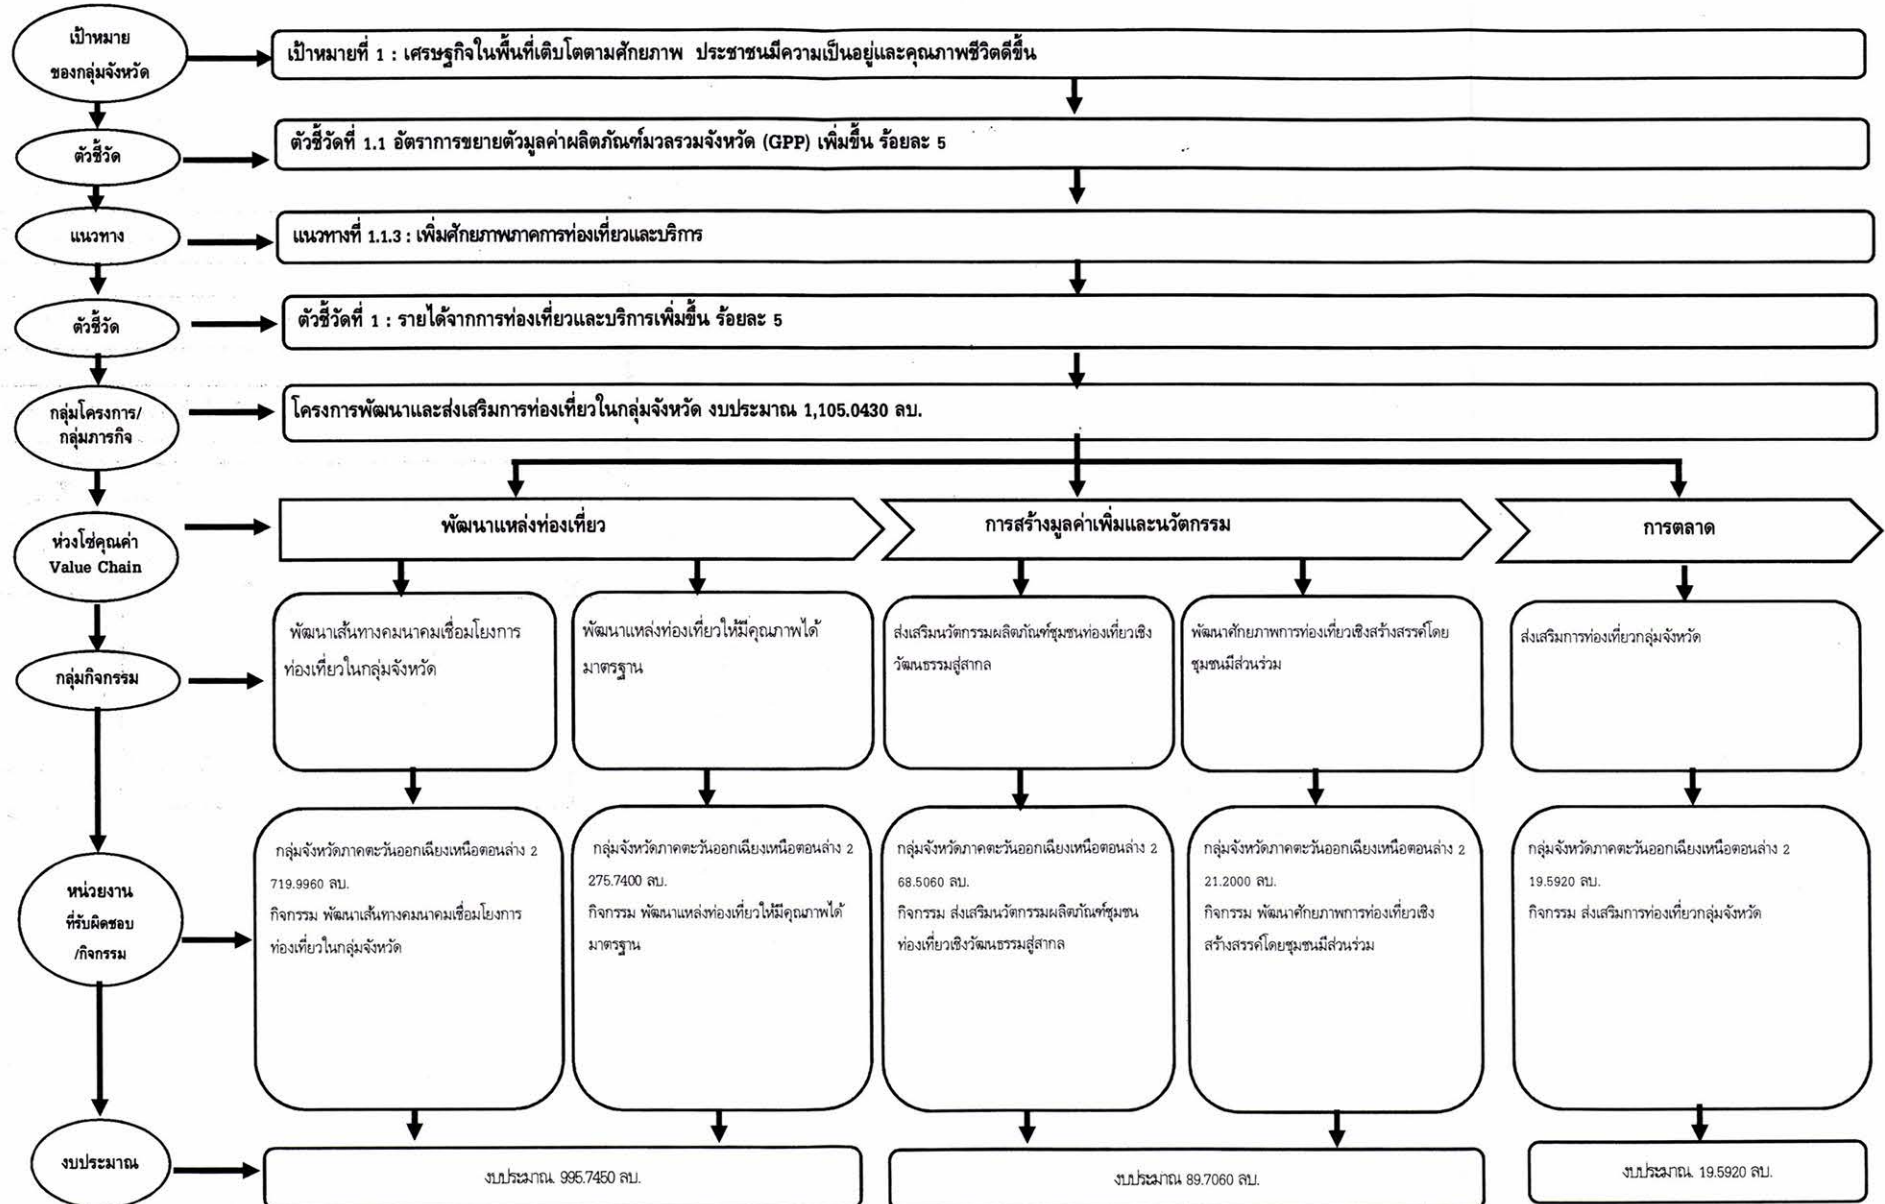 เป้าหมาย
ของกลุ่มจังหวัด
เป้าหมายที่ 1 : เศรษฐกิจในพื้นที่เติบโตตามศักยภาพ ประชาชนมีความเป็นอยู่และคุณภาพชีวิตดีขึ้น
ตัวชี้วัด
ตัวชี้วัดที่ 1.1 อัตราการขยายตัวมูลค่าผลิตภัณฑ์มวลรวมจังหวัด (GPP) เพิ่มขึ้น ร้อยละ 5
แนวทาง
แนวทางที่ 1.1.3 : เพิ่มศักยภาพภาคการท่องเที่ยวและบริการ
ตัวชี้วัด
ตัวชี้วัดที่ 1 : รายได้จากการท่องเที่ยวและบริการเพิ่มขึ้น ร้อยละ 5
กลุ่มโครงการ/
กลุ่มภารกิจ
โครงการพัฒนาและส่งเสริมการท่องเที่ยวในกลุ่มจังหวัด งบประมาณ 1,105.0430 ลบ.
ห่วงโซ่คุณค่า
Value Chain
พัฒนาแหล่งท่องเที่ยว
การสร้างมูลค่าเพิ่มและนวัตกรรม
การตลาด
กลุ่มกิจกรรม
พัฒนาเส้นทางคมนาคมเชื่อมโยงการ
ท่องเที่ยวในกลุ่มจังหวัด
พัฒนาแหล่งท่องเที่ยวให้มีคุณภาพได้
มาตรฐาน
ส่งเสริมนวัตกรรมผลิตภัณฑ์ชุมชนท่องเที่ยวเชิง
วัฒนธรรมสู่สากล
พัฒนาศักยภาพการท่องเที่ยวเชิงสร้างสรรค์โดย
ชุมชนมีส่วนร่วม
ส่งเสริมการท่องเที่ยวกลุ่มจังหวัด
หน่วยงาน
ที่รับผิดชอบ
/กิจกรรม
กลุ่มจังหวัดภาคตะวันออกเฉียงเหนือตอนล่าง 2
719.9960 ลบ.
กิจกรรม พัฒนาเส้นทางคมนาคมเชื่อมโยงการ
ท่องเที่ยวในกลุ่มจังหวัด
กลุ่มจังหวัดภาคตะวันออกเฉียงเหนือตอนล่าง 2
275.7400 ลบ.
กิจกรรม พัฒนาแหล่งท่องเที่ยวให้มีคุณภาพได้
มาตรฐาน
กลุ่มจังหวัดภาคตะวันออกเฉียงเหนือตอนล่าง 2
68.5060 ลบ.
กิจกรรม ส่งเสริมนวัตกรรมผลิตภัณฑ์ชุมชน
ท่องเที่ยวเชิงวัฒนธรรมสู่สากล
กลุ่มจังหวัดภาคตะวันออกเฉียงเหนือตอนล่าง 2
21.2000 ลบ.
กิจกรรม พัฒนาศักยภาพการท่องเที่ยวเชิง
สร้างสรรค์โดยชุมชนมีส่วนร่วม
กลุ่มจังหวัดภาคตะวันออกเฉียงเหนือตอนล่าง 2
19.5920 ลบ.
กิจกรรม ส่งเสริมการท่องเที่ยวกลุ่มจังหวัด
งบประมาณ
งบประมาณ 995.7450 ลบ.
งบประมาณ 89.7060 ลบ.
งบประมาณ 19.5920 ลบ.